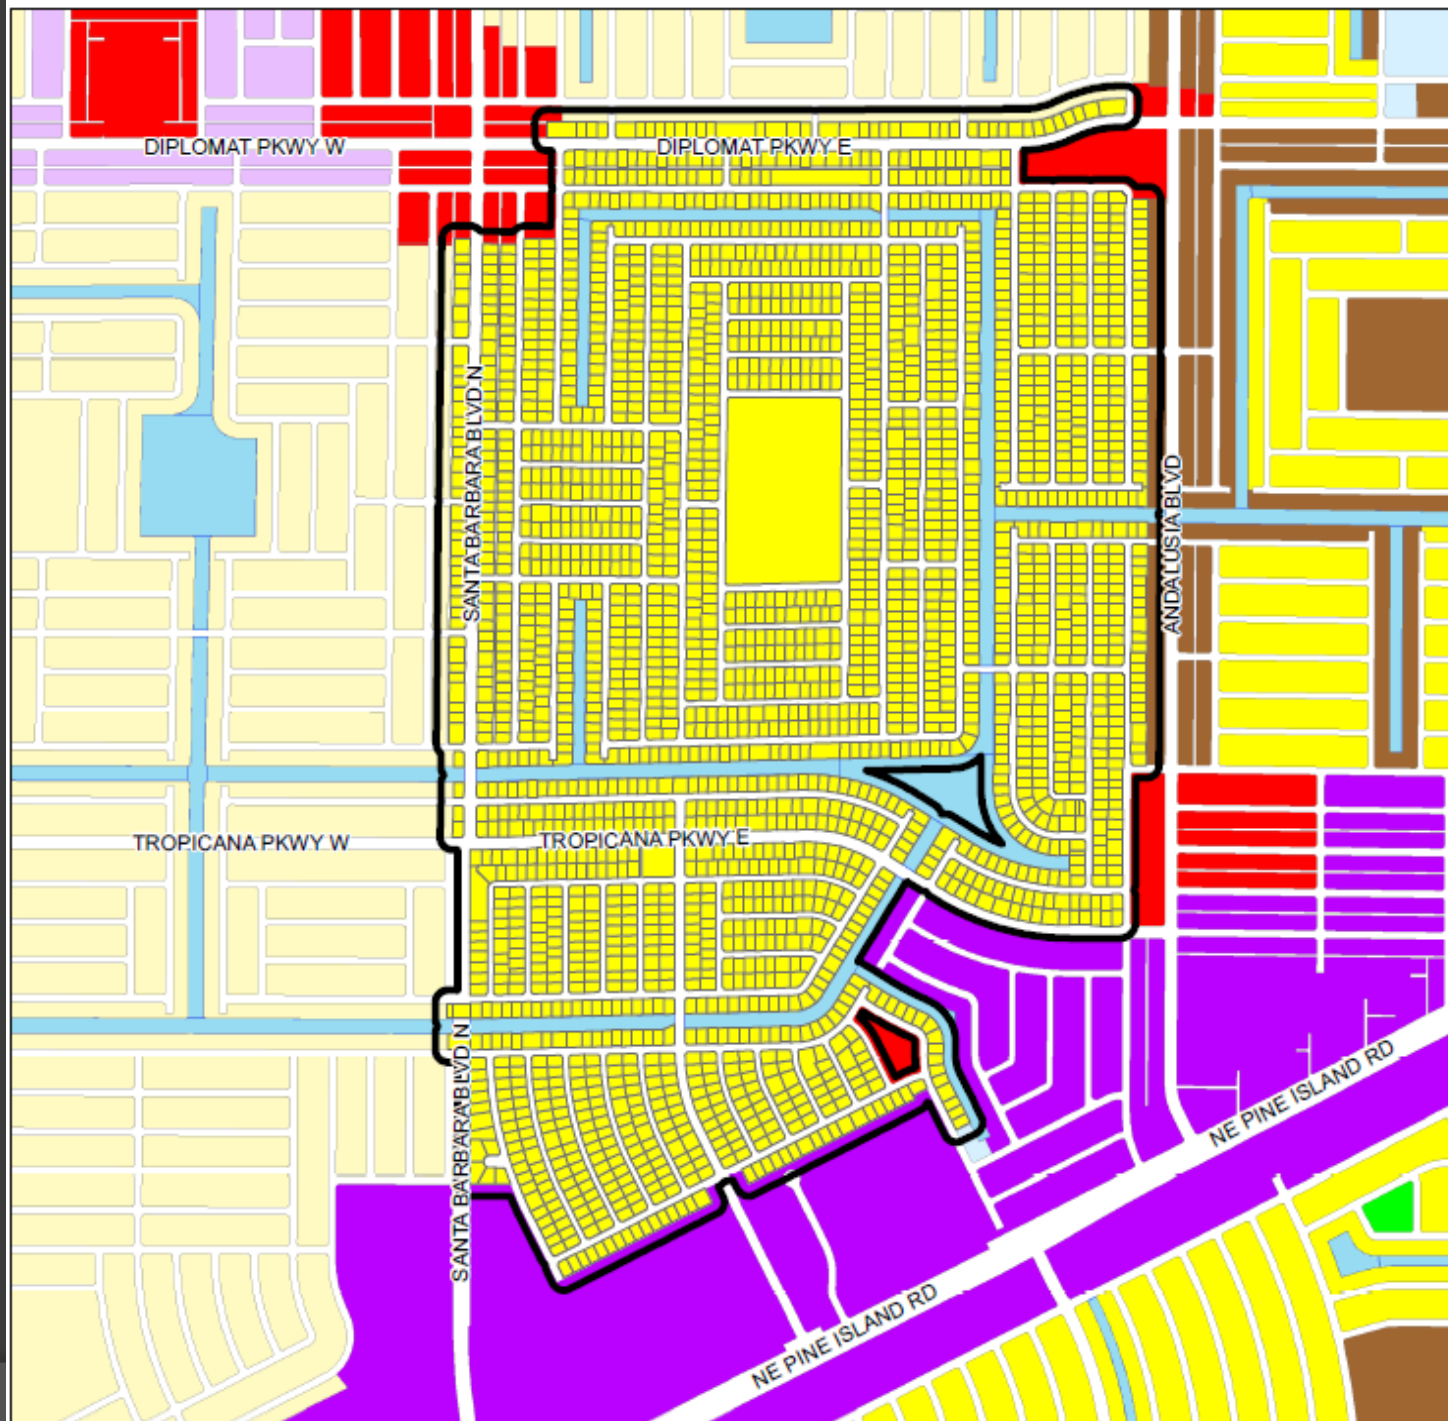 DIPLOMAT PKWY W
DIPLOMAT PKWY E
SANTA BARBARA BLVD N
ANDALUSIA BLVD
TROPICANA PKWY W
TROPICANA PKWY E
SANTA BARBARA BLVD N
NE PINE ISLAND RD
NE PINE ISLAND RD